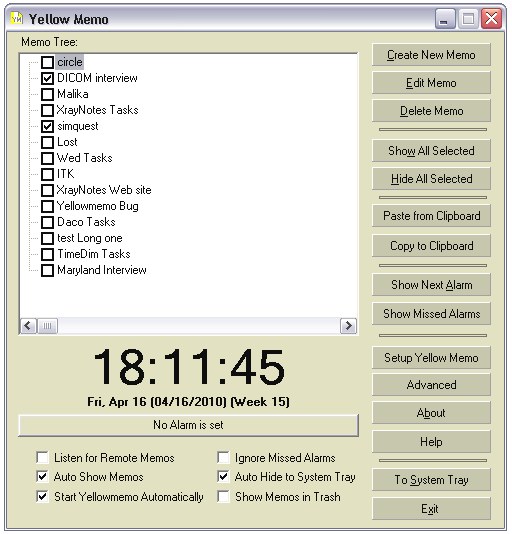 YM Yellow Memo
Memo Tree:
circle
DICOM interview
Malika
XrayNotes Tasks
simquest
Lost
Wed Tasks
ITK
XrayNotes Web site
Yellowmemo Bug
Daco Tasks
test Long one
TimeDim Tasks
Maryland Interview
18:11:45
Fri, Apr 16 (04/16/2010) (Week 15)
No Alarm is set
Listen for Remote Memos
Ignore Missed Alarms
Auto Show Memos
Auto Hide to System Tray
Start Yellowmemo Automatically
Show Memos in Trash
Create New Memo
Edit Memo
Delete Memo
Show All Selected
Hide All Selected
Paste from Clipboard
Copy to Clipboard
Show Next Alarm
Show Missed Alarms
Setup Yellow Memo
Advanced
About
Help
To System Tray
Exit